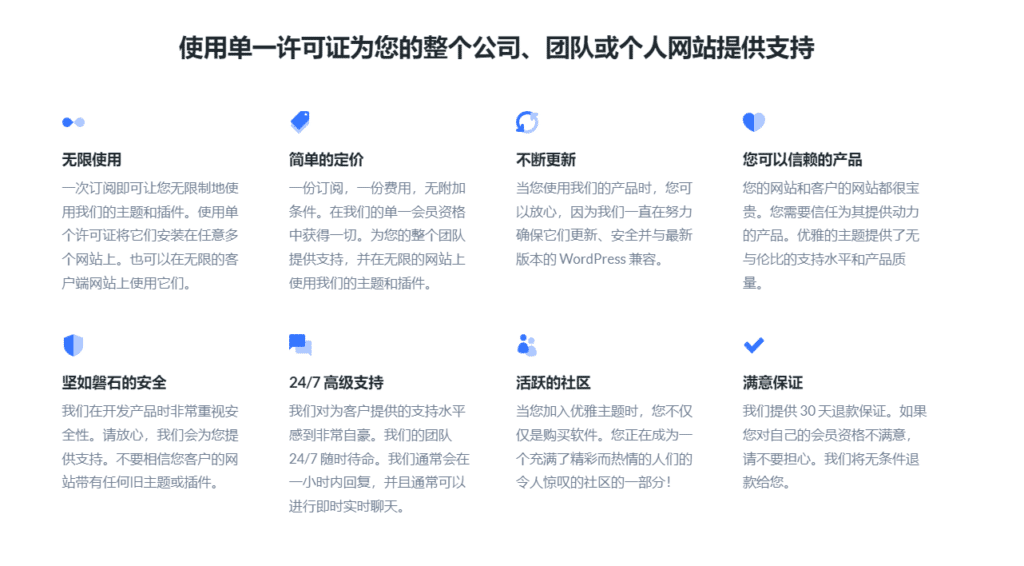 使用单一许可证为您的整个公司、团队或个人网站提供支持
无限使用
一次订阅即可让您无限制地使
用我们的主题和插件。使用单
个许可证将它们安装在任意多
个网站上。也可以在无限的客
户端网站上使用它们。
简单的定价
一份订阅，一份费用，无附加
条件。在我们的单一会员资格
中获得一切。为您的整个团队
提供支持，并在无限的网站上
使用我们的主题和插件。
不断更新
当您使用我们的产品时，您可
以放心，因为我们一直在努力
确保它们更新、安全并与最新
版本的 WordPress 兼容。
您可以信赖的产品
您的网站和客户的网站都很宝
贵。您需要信任为其提供动力
的产品。优雅的主题提供了无
与伦比的支持水平和产品质
量。
坚如磐石的安全
我们在开发产品时非常重视安
全性。请放心，我们会为您提
供支持。不要相信您客户的网
站带有任何旧主题或插件。
24/7 高级支持
我们对为客户提供的支持水平
感到非常自豪。我们的团队
24/7 随时待命。我们通常会在
一小时内回复，并且通常可以
进行即时实时聊天。
活跃的社区
当您加入优雅主题时，您不仅
仅是购买软件。您正在成为一
个充满了精彩而热情的人们的
令人惊叹的社区的一部分！
满意保证
我们提供 30 天退款保证。如果
您对自己的会员资格不满意，
请不要担心。我们将无条件退
款给您。